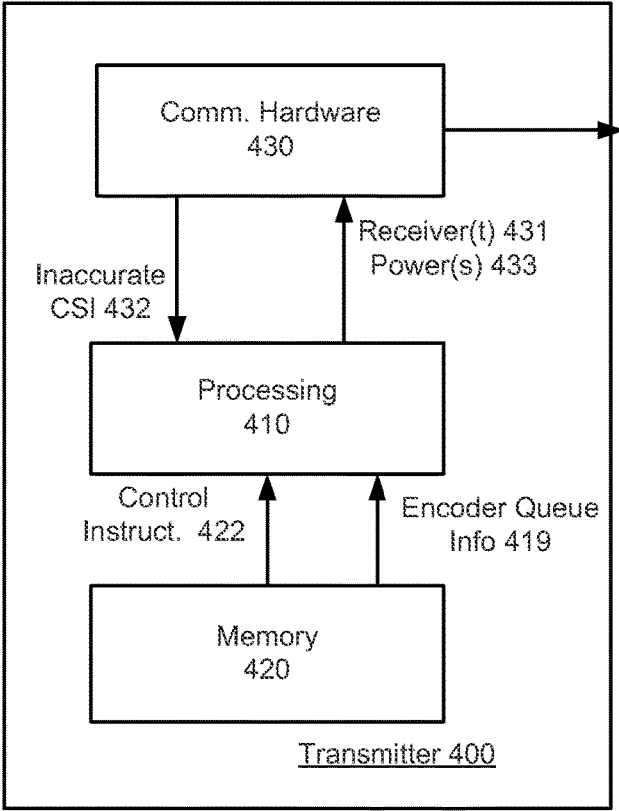 Comm. Hardware
430
Receiver(t) 431
Power(s) 433
Inaccurate
CSI 432
Processing
410
Control
Instruct. 422
Encoder Queue
Info 419
Memory
420
Transmitter 400